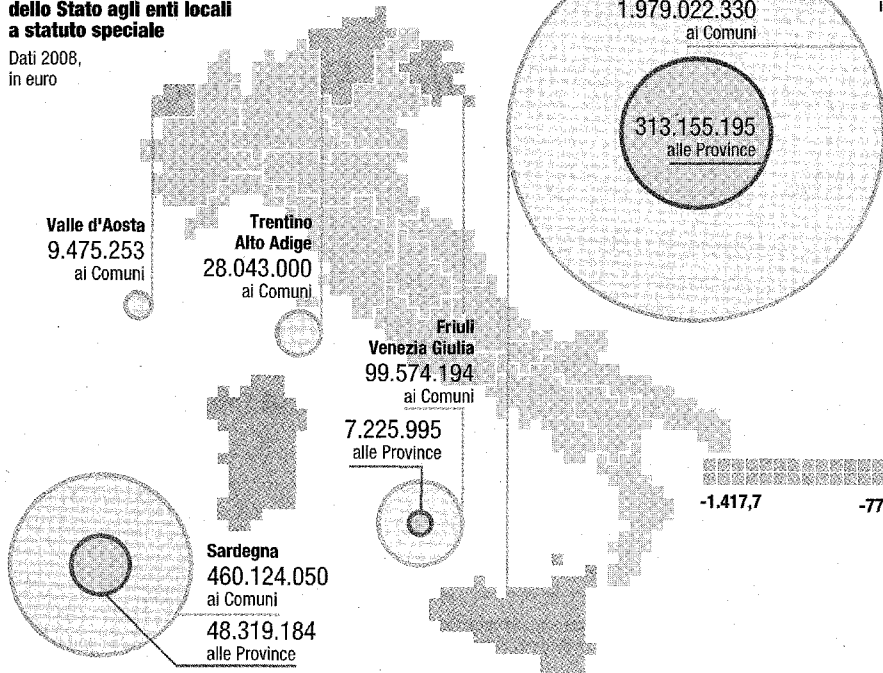 dello Stato agli enti locali
a statuto speciale
Dati 2008,
in euro
1.979.022.330
ai Comuni
313.155.195
alle Province
Valle d'Aosta
9.475.253
ai Comuni
Trentino
Alto Adige
28.043.000
ai Comuni
Friuli
Venezia Giulia
99.574.194
ai Comuni
7.225.995
alle Province
-1.417,7
-77
Sardegna
460.124.050
ai Comuni
48.319.184
alle Province